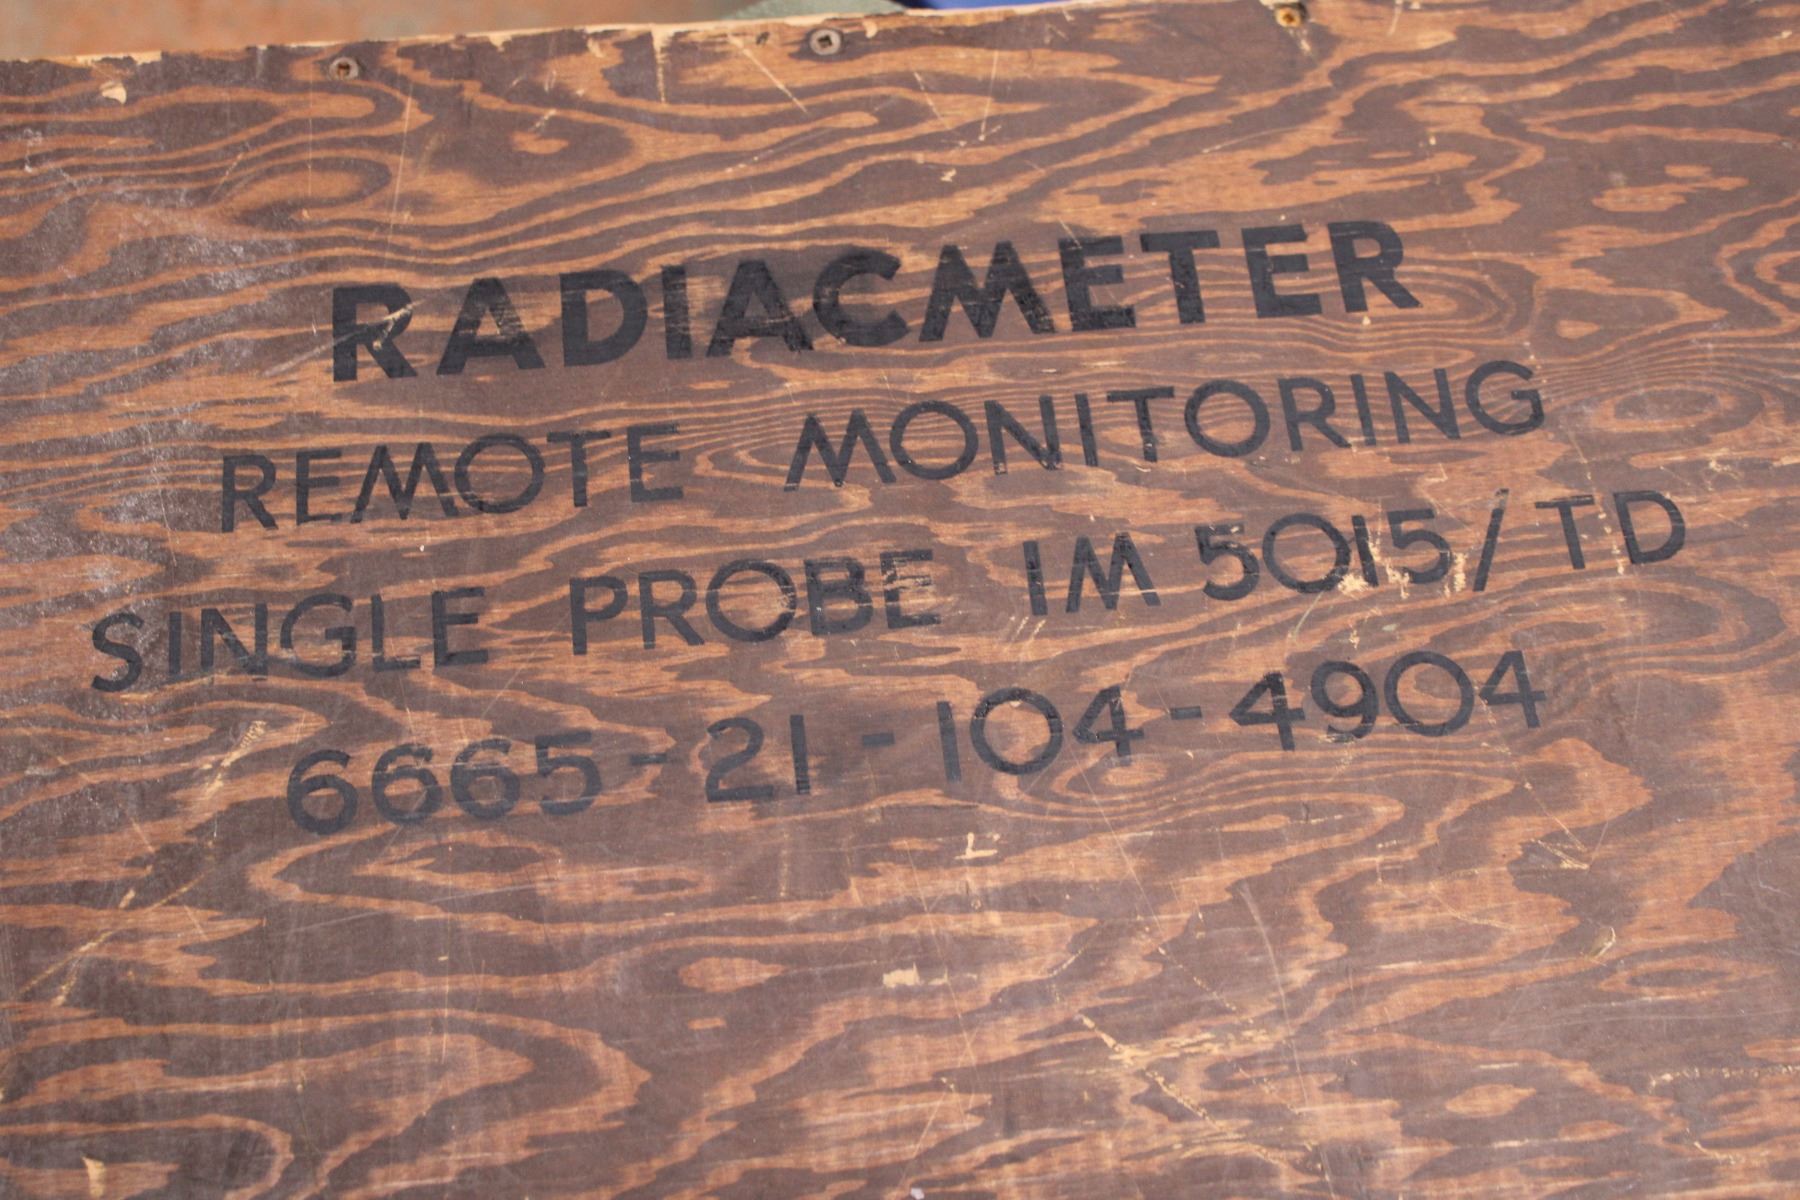 RADIACMETER
REMOTE MONITORING
SINGLE PROBE IM 5015/TD
6665-21-104-4904